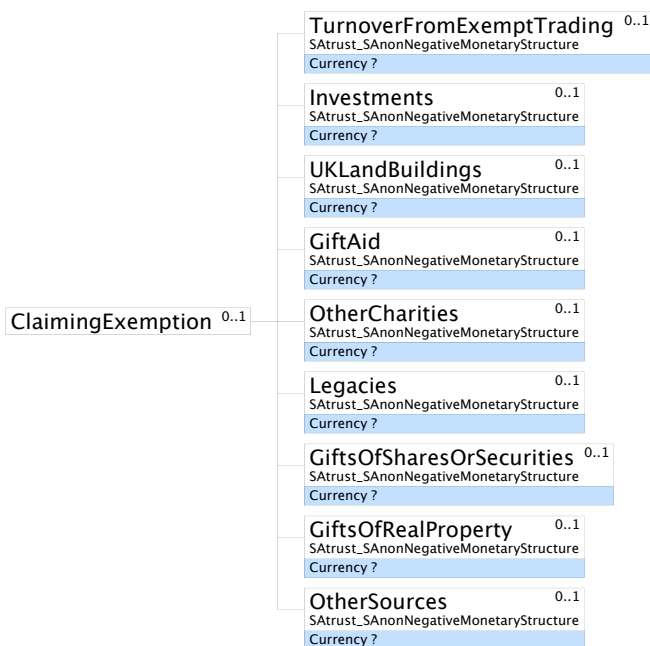 TurnoverFromExemptTrading 0..1
SAtrust_SAnonNegativeMonetaryStructure
Currency ?
Investments 0..1
SAtrust_SAnonNegativeMonetaryStructure
Currency ?
UKLandBuildings 0..1
SAtrust_SAnonNegativeMonetaryStructure
Currency ?
GiftAid 0..1
SAtrust_SAnonNegativeMonetaryStructure
Currency ?
ClaimingExemption 0..1
OtherCharities 0..1
SAtrust_SAnonNegativeMonetaryStructure
Currency ?
Legacies 0..1
SAtrust_SAnonNegativeMonetaryStructure
Currency ?
GiftsOfSharesOrSecurities 0..1
SAtrust_SAnonNegativeMonetaryStructure
Currency ?
GiftsOfRealProperty 0..1
SAtrust_SAnonNegativeMonetaryStructure
Currency ?
OtherSources 0..1
SAtrust_SAnonNegativeMonetaryStructure
Currency ?